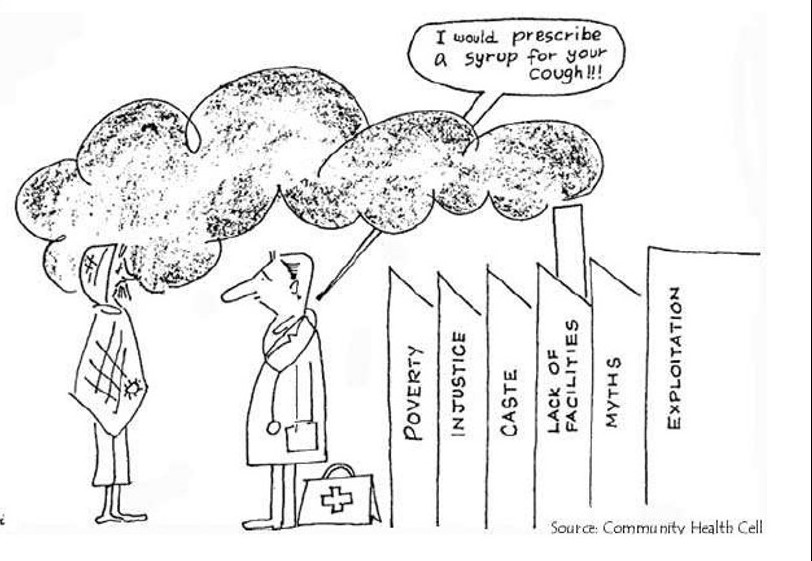 I would prescribe
a syrup for your
cough!!!
POVERTY
INJUSTICE
CASTE
LACK OF
FACILITIES
MYTHS
EXPLOITATION
Source: Community Health Cell